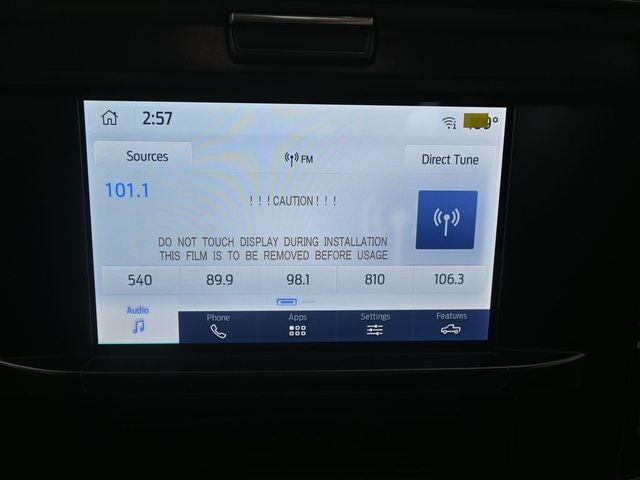 2:57
Sources
FM
Direct Tune
101.1
!!!CAUTION!!!
DO NOT TOUCH DISPLAY DURING INSTALLATION
THIS FILM IS TO BE REMOVED BEFORE USAGE
540 89.9 98.1 810 106.3
Audio Phone Apps Settings Features